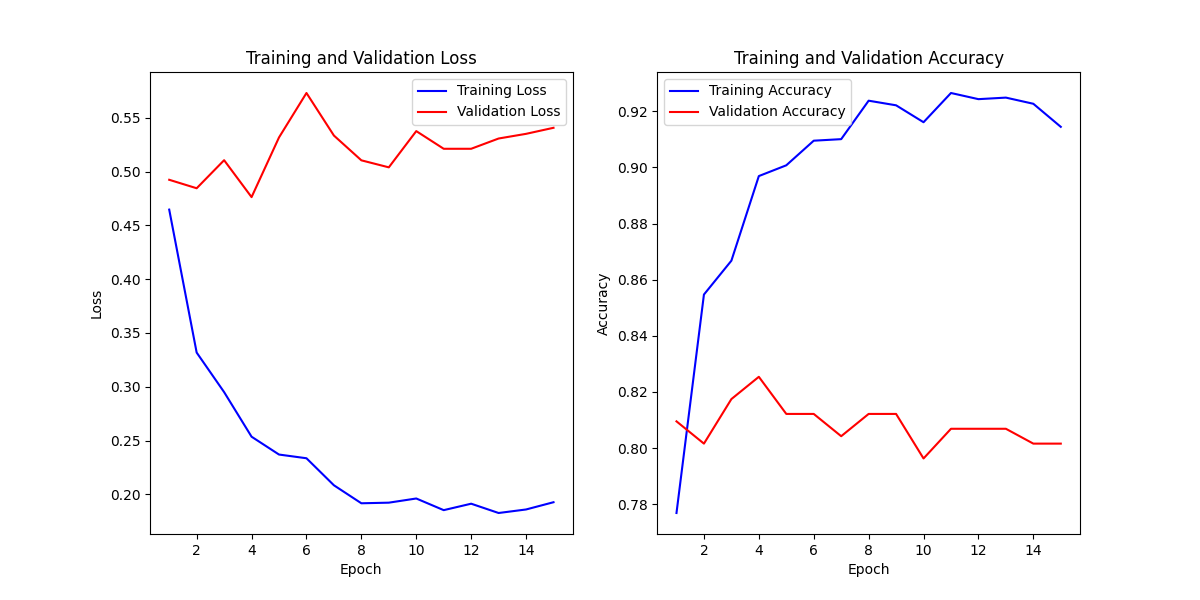 Training and Validation Loss
Training Loss
Validation Loss
0.55
0.50
0.45
0.40
0.35
0.30
0.25
0.20
Loss
2 4 6 8 10 12 14
Epoch
Training and Validation Accuracy
Training Accuracy
Validation Accuracy
0.92
0.90
0.88
0.86
0.84
0.82
0.80
0.78
Accuracy
2 4 6 8 10 12 14
Epoch